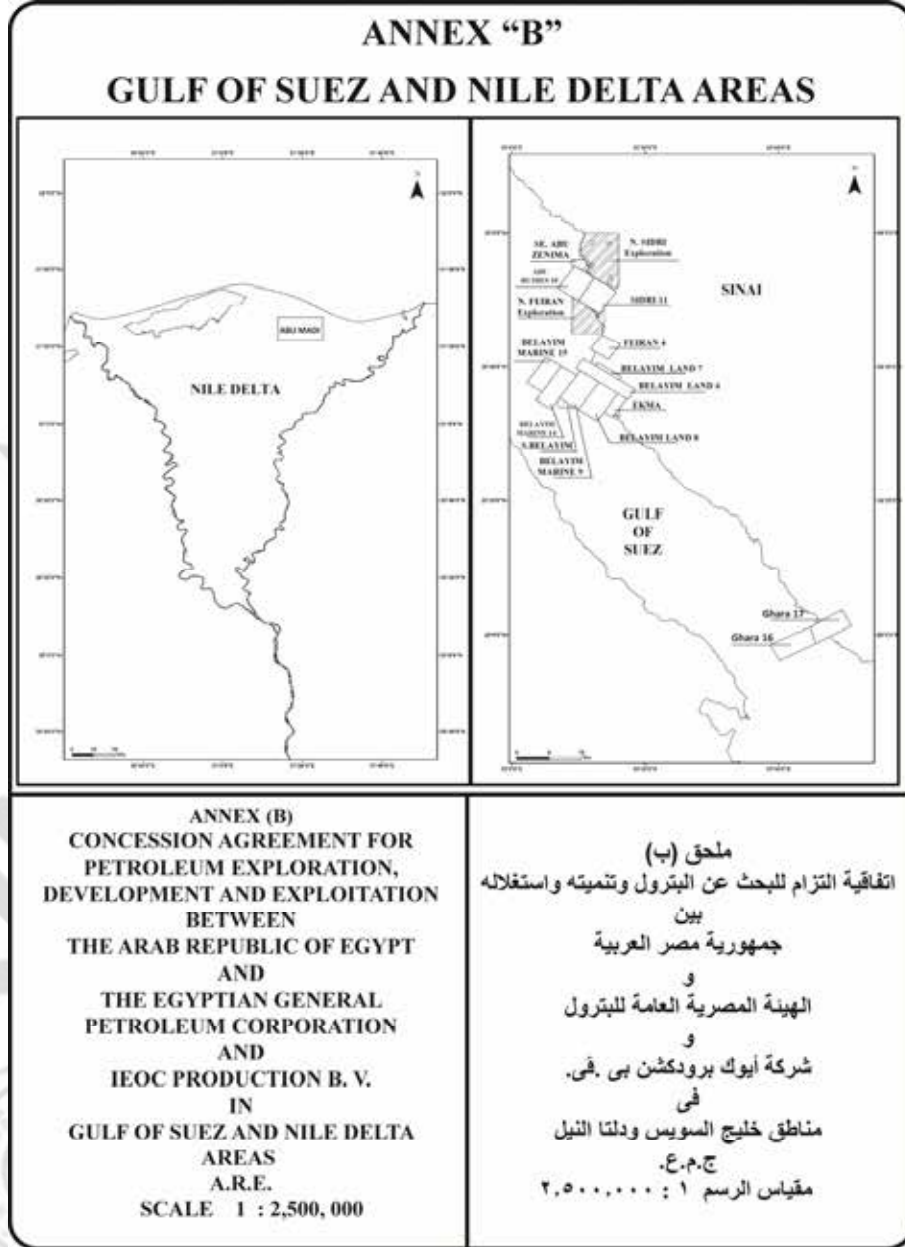 ANNEX “B”
GULF OF SUEZ AND NILE DELTA AREAS
ABU MADI
NILE DELTA
SE. ABU
ZENIMA
N. SIDRI
Exploration
SINAI
N. FEIRAN
Exploration
SIDRI 11
FEIRAN 4
BELAYIM
MARINE 15
BELAYIM LAND 7
BELAYIM LAND 6
EKMA
BELAYIM
MARINE 14
S.BELAYIM
BELAYIM LAND 8
BELAYIM
MARINE 9
GULF
OF
SUEZ
Ghara 17
Ghara 16
ANNEX (B)
CONCESSION AGREEMENT FOR
PETROLEUM EXPLORATION,
DEVELOPMENT AND EXPLOITATION
BETWEEN
THE ARAB REPUBLIC OF EGYPT
AND
THE EGYPTIAN GENERAL
PETROLEUM CORPORATION
AND
IEOC PRODUCTION B. V.
IN
GULF OF SUEZ AND NILE DELTA
AREAS
A.R.E.
SCALE 1 : 2,500, 000
ملحق (ب)
اتفاقية التزام للبحث عن البترول وتنميته واستغلاله
بين
جمهورية مصر العربية
و
الهيئة المصرية العامة للبترول
و
شركة أيوك برودكشن بى .فى.
فى
مناطق خليج السويس ودلتا النيل
ج.م.ع.
مقياس الرسم ١ : ٢,٥٠٠,٠٠٠